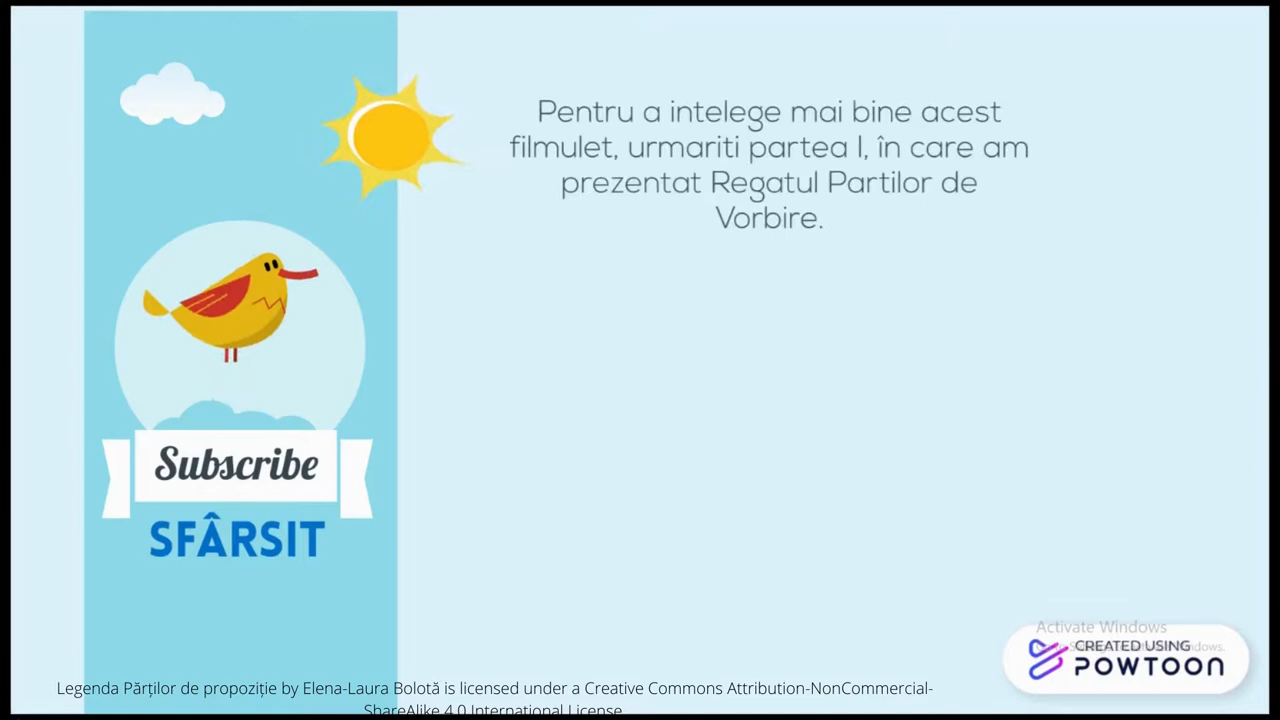 Pentru a intelege mai bine acest
filmulet, urmariti partea I, în care am
prezentat Regatul Partilor de
Vorbire.
Subscribe
SFÂRSIT
Activate Windows
CREATED USING
POWTOON
Legenda Părților de propoziție by Elena-Laura Bolotă is licensed under a Creative Commons Attribution-NonCommercial-
ShareAlike 4.0 International License